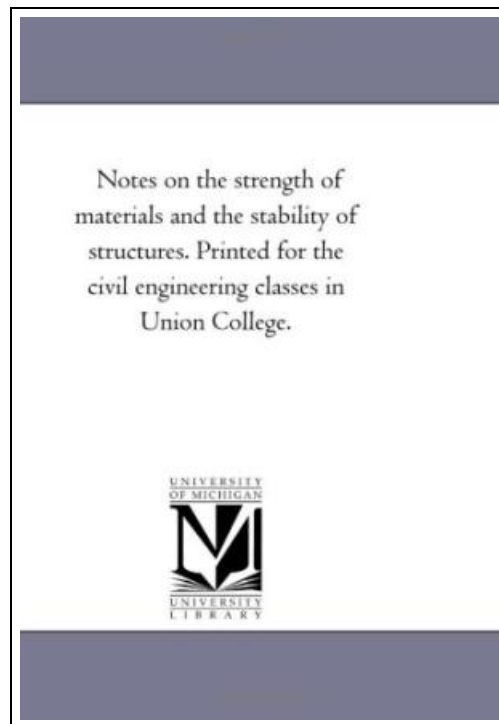 Notes on the strength of
materials and the stability of
structures. Printed for the
civil engineering classes in
Union College.
UNIVERSITY
OF MICHIGAN
UNIVERSITY
LIBRARY